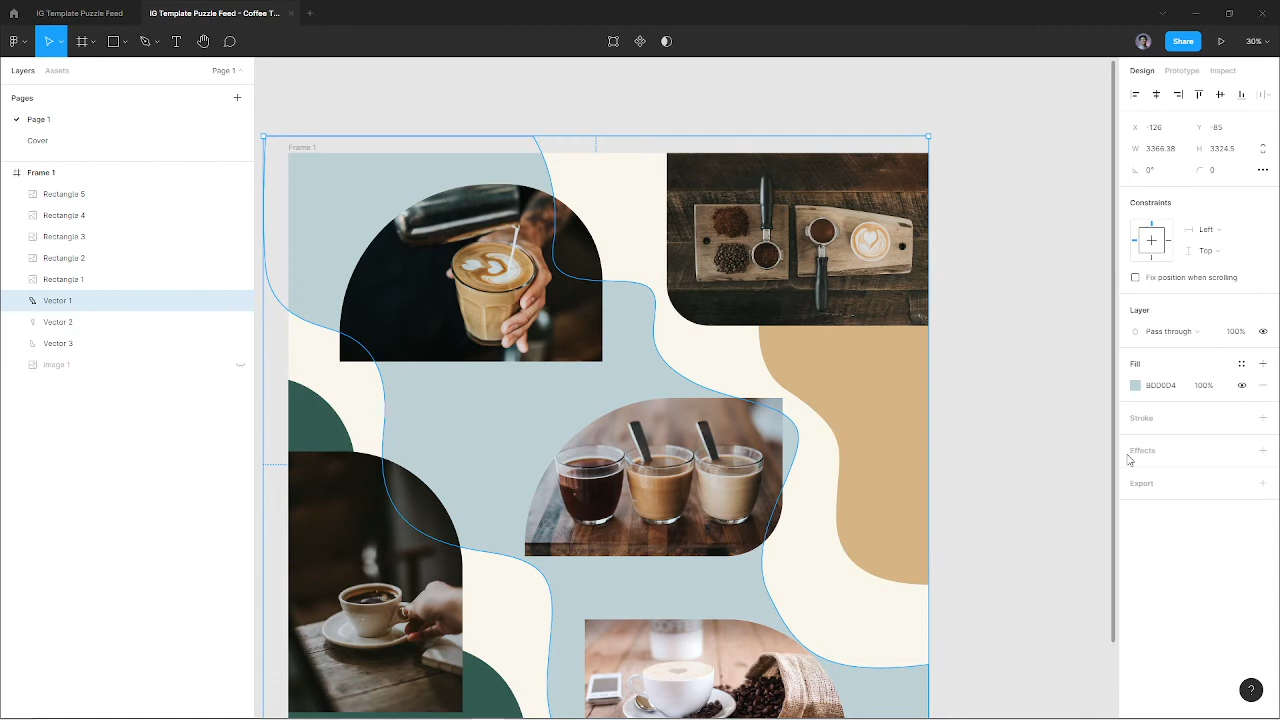 IG Template Puzzle Feed
IG Template Puzzle Feed - Coffee T...
Share
30%
Layers
Assets
Page 1
Design
Prototype
Inspect
Pages
Page 1
Cover
Frame 1
Rectangle 5
Rectangle 4
Rectangle 3
Rectangle 2
Rectangle 1
Vector 1
Vector 2
Vector 3
Image 1
Frame 1
X -126
Y -85
W 3366.38
H 3324.5
0°
0
Constraints
Left
Top
Fix position when scrolling
Layer
Pass through
100%
Fill
BDD0D4
100%
Stroke
Effects
Export
?